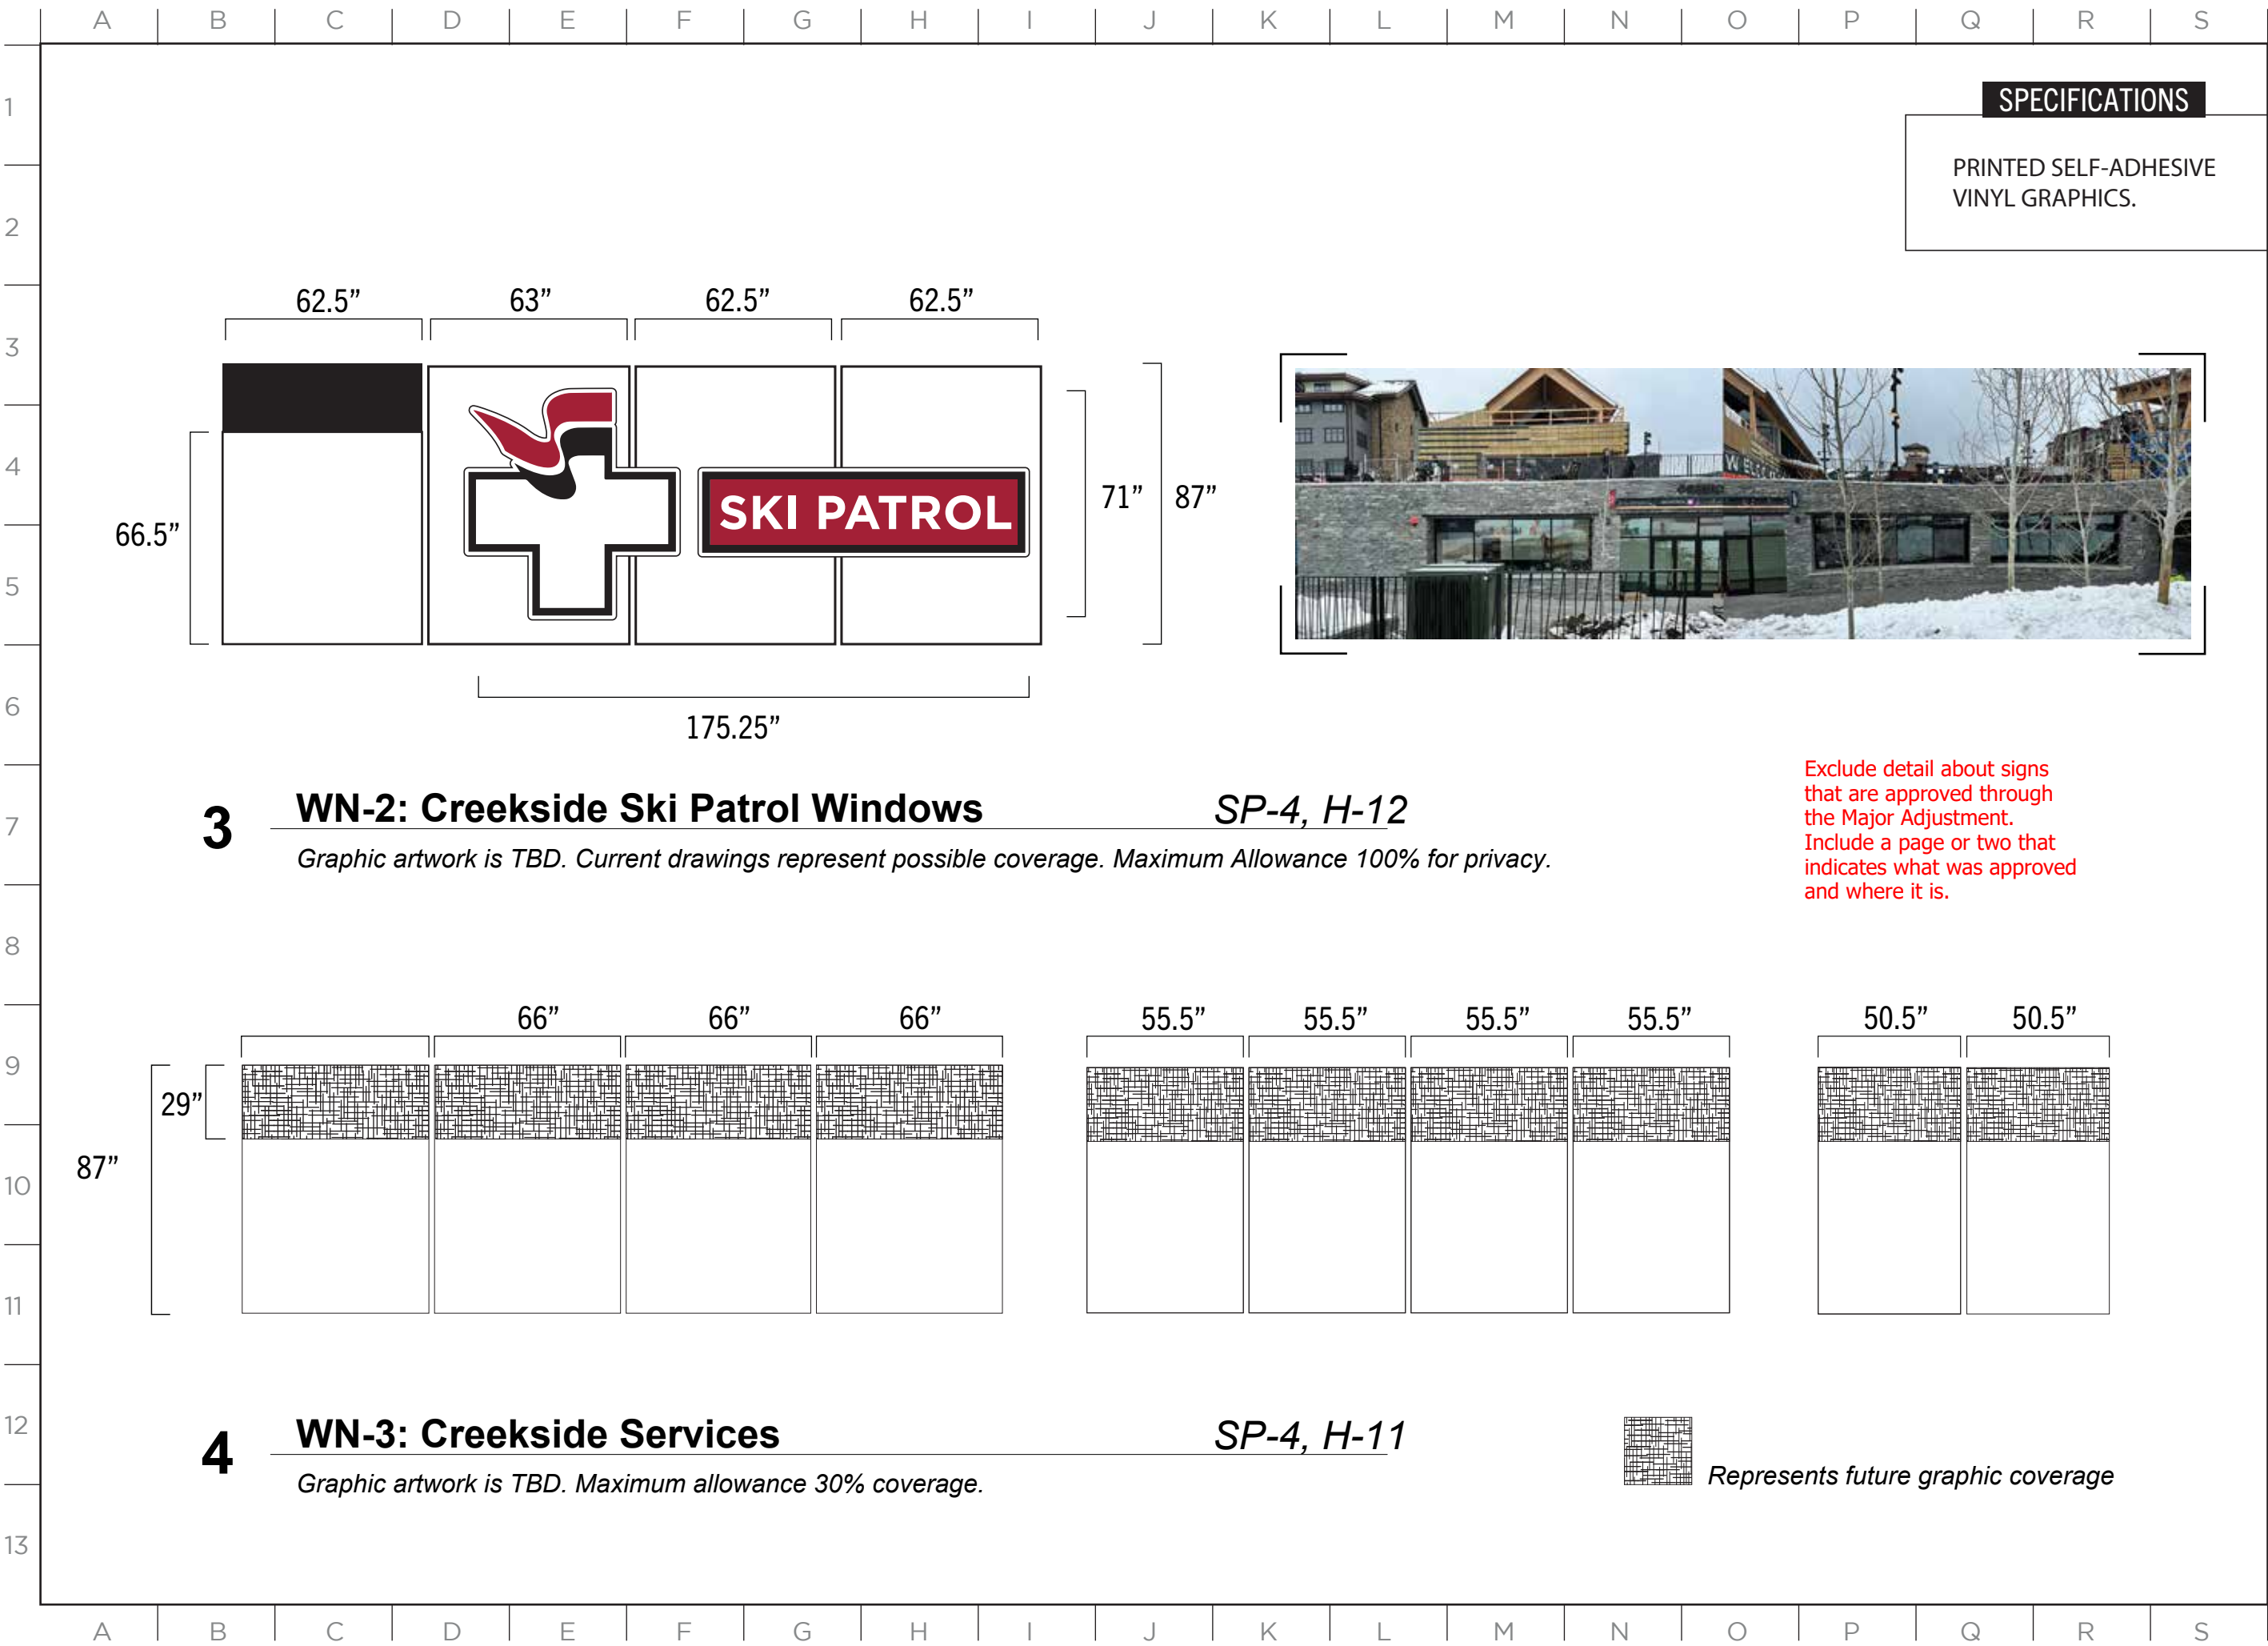 A B C D E F G H I J K L M N O P Q R S
1
2
3
4
5
6
7
8
9
10
11
12
13
SPECIFICATIONS
PRINTED SELF-ADHESIVE
VINYL GRAPHICS.
62.5” 63” 62.5” 62.5”
66.5”
SKI PATROL
71” 87”
175.25”
3 WN-2: Creekside Ski Patrol Windows SP-4, H-12
Graphic artwork is TBD. Current drawings represent possible coverage. Maximum Allowance 100% for privacy.
Exclude detail about signs
that are approved through
the Major Adjustment.
Include a page or two that
indicates what was approved
and where it is.
66” 66” 66” 55.5” 55.5” 55.5” 55.5” 50.5” 50.5”
29”
87”
4 WN-3: Creekside Services SP-4, H-11
Graphic artwork is TBD. Maximum allowance 30% coverage.
Represents future graphic coverage
A B C D E F G H I J K L M N O P Q R S